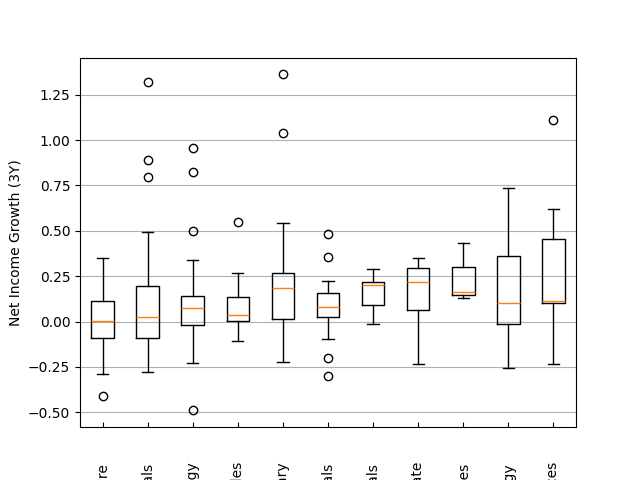 Net Income Growth (3Y)
1.25
1.00
0.75
0.50
0.25
0.00
−0.25
−0.50
re
als
gy
les
ary
als
als
ate
es
gy
es